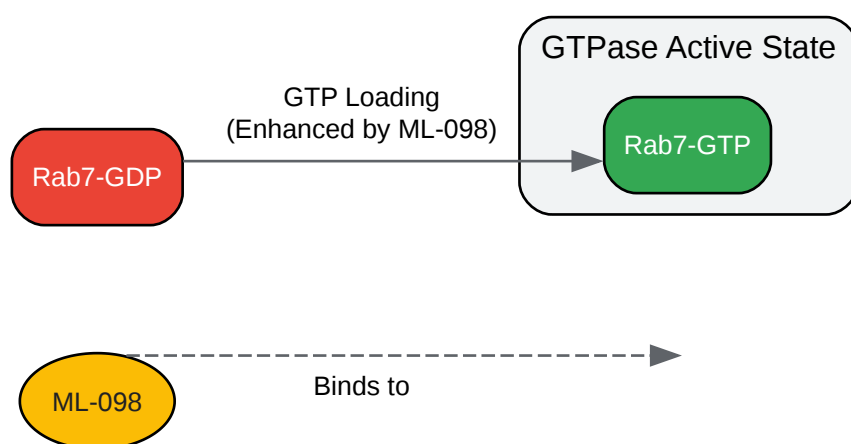 GTPase Active State
GTP Loading
(Enhanced by ML-098)
Rab7-GDP
Rab7-GTP
Binds to
ML-098